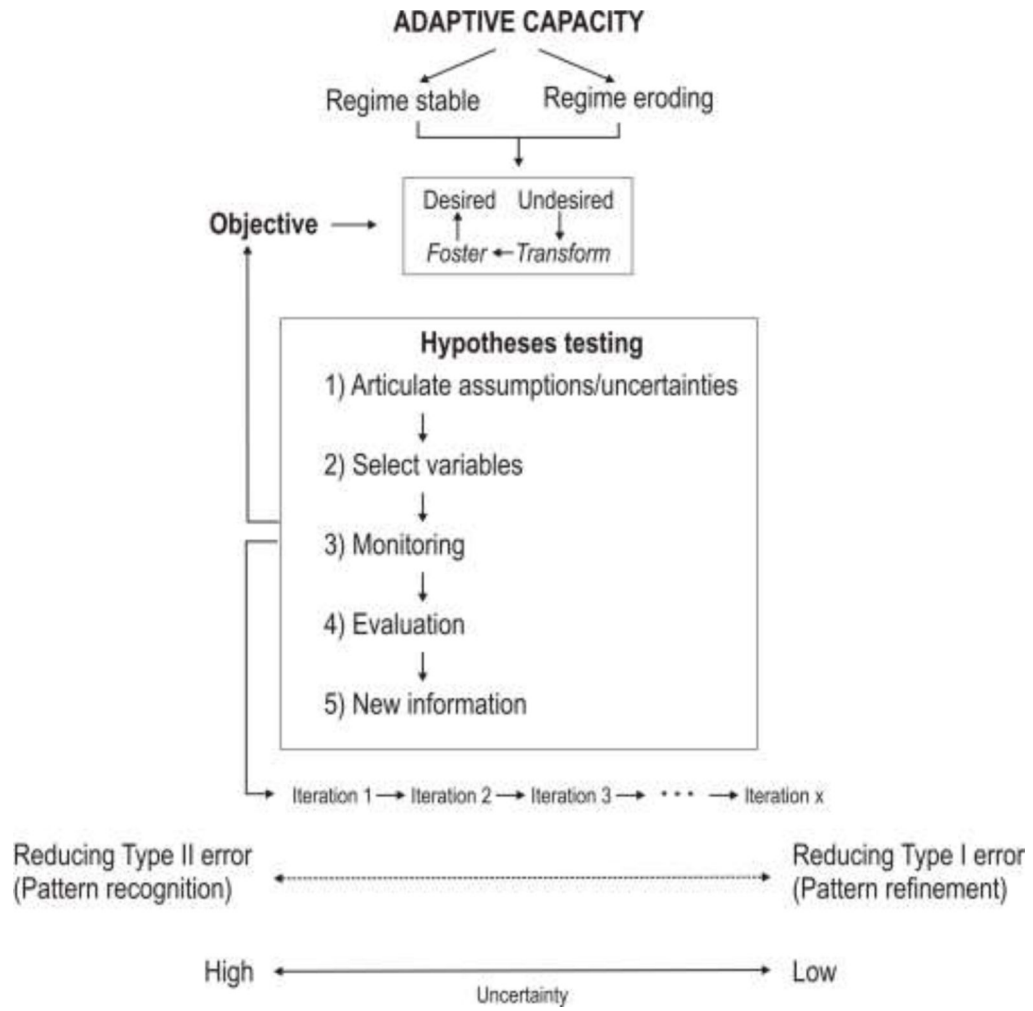 ADAPTIVE CAPACITY
Regime stable Regime eroding
Desired Undesired
Objective
Foster Transform
Hypotheses testing
1) Articulate assumptions/uncertainties
2) Select variables
3) Monitoring
4) Evaluation
5) New information
Iteration 1 Iteration 2 Iteration 3 ... Iteration x
Reducing Type II error
(Pattern recognition)
Reducing Type I error
(Pattern refinement)
High Low
Uncertainty